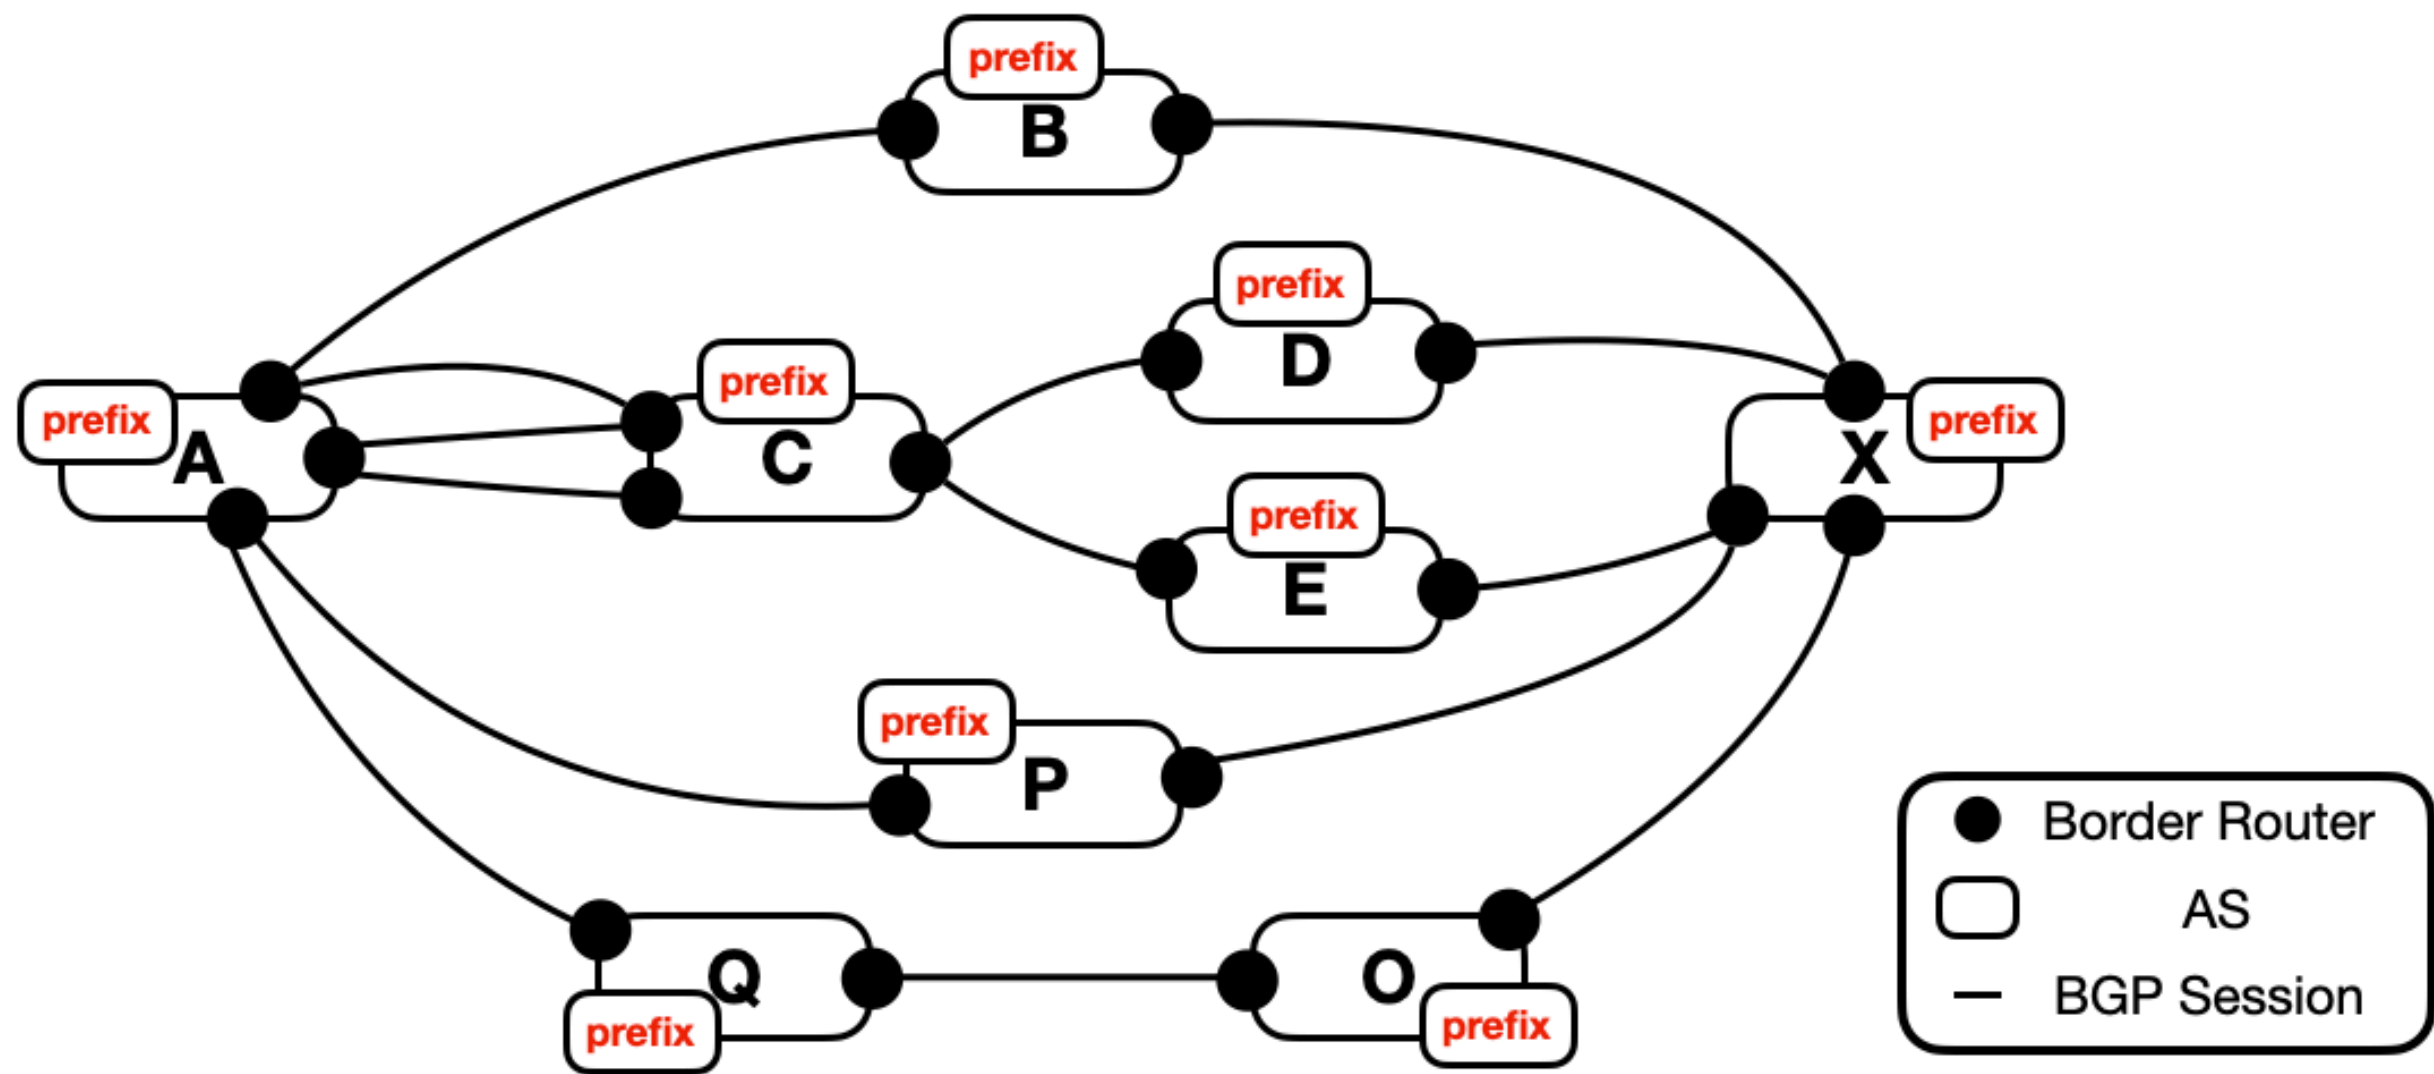 prefix
B
prefix
D
prefix
A
prefix
C
prefix
X
prefix
E
prefix
P
Q
prefix
O
prefix
Border Router
AS
BGP Session